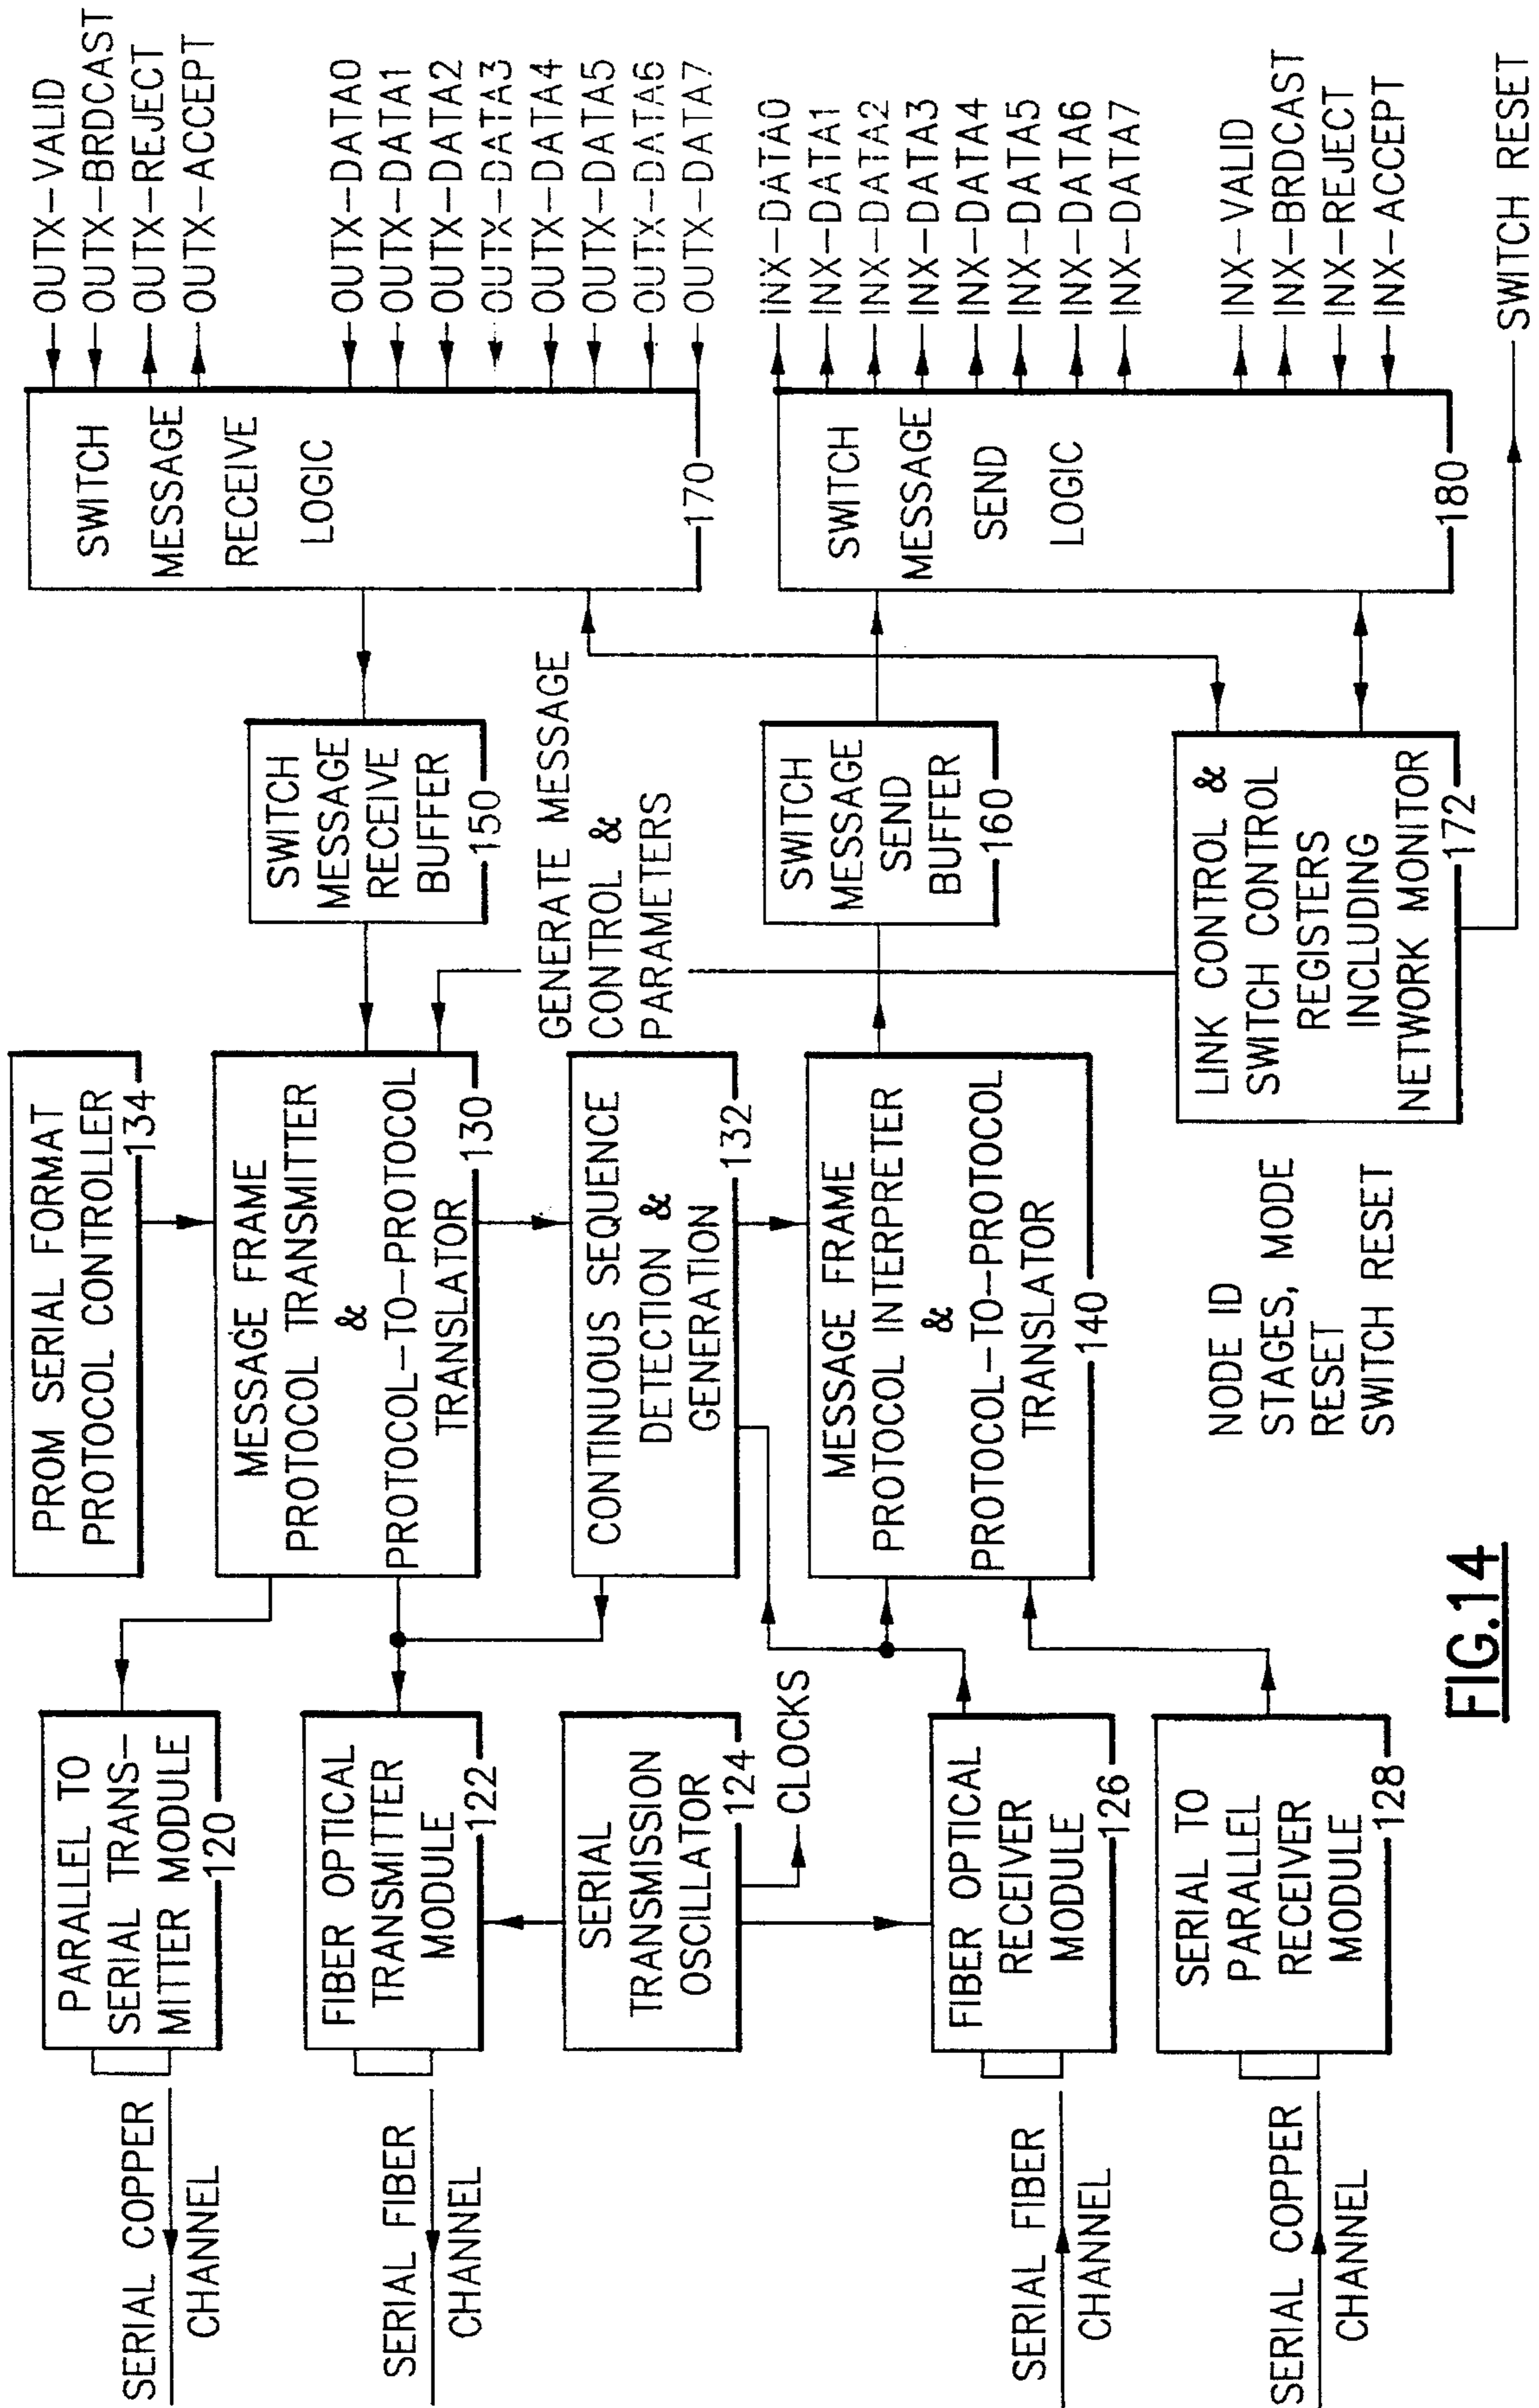 SERIAL COPPER
CHANNEL
SERIAL FIBER
CHANNEL
SERIAL FIBER
CHANNEL
SERIAL COPPER
CHANNEL
PARALLEL TO
SERIAL TRANS-
MITTER MODULE
120
FIBER OPTICAL
TRANSMITTER
MODULE
122
SERIAL
TRANSMISSION
OSCILLATOR
124
CLOCKS
FIBER OPTICAL
RECEIVER
MODULE
126
SERIAL TO
PARALLEL
RECEIVER
MODULE
128
PROM SERIAL FORMAT
PROTOCOL CONTROLLER
134
MESSAGE FRAME
PROTOCOL TRANSMITTER
&
PROTOCOL-TO-PROTOCOL
TRANSLATOR
130
CONTINUOUS SEQUENCE
DETECTION &
GENERATION
132
MESSAGE FRAME
PROTOCOL INTERPRETER
&
PROTOCOL-TO-PROTOCOL
TRANSLATOR
140
NODE ID
STAGES, MODE
RESET
SWITCH RESET
SWITCH
MESSAGE
RECEIVE
BUFFER
150
GENERATE MESSAGE
CONTROL &
PARAMETERS
SWITCH
MESSAGE
SEND
BUFFER
160
LINK CONTROL &
SWITCH CONTROL
REGISTERS
INCLUDING
NETWORK MONITOR
172
SWITCH
MESSAGE
RECEIVE
LOGIC
170
SWITCH
MESSAGE
SEND
LOGIC
180
OUTX-VALID
OUTX-BRDCAST
OUTX-REJECT
OUTX-ACCEPT
OUTX-DATA0
OUTX-DATA1
OUTX-DATA2
OUTX-DATA3
OUTX-DATA4
OUTX-DATA5
OUTX-DATA6
OUTX-DATA7
INX-DATA0
INX-DATA1
INX-DATA2
INX-DATA3
INX-DATA4
INX-DATA5
INX-DATA6
INX-DATA7
INX-VALID
INX-BRDCAST
INX-REJECT
INX-ACCEPT
SWITCH RESET
FIG.14